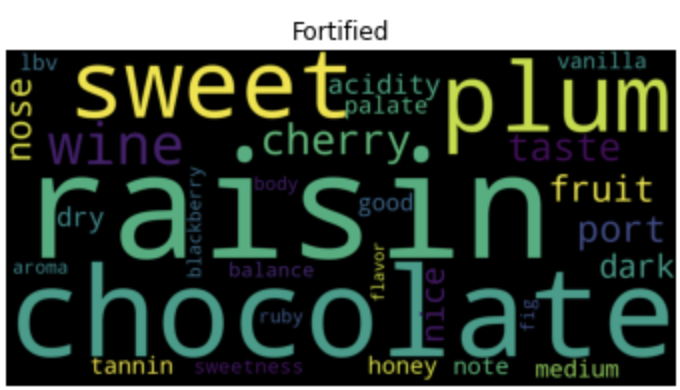 Fortified
lbv
sweet
acidity
palate
plum
vanilla
nose
wine
cherry
taste
raisin
body
dry
blackberry
good
fruit
port
aroma
balance
flavor
nice
dark
chocolate
ruby
fig
tannin
sweetness
honey
note
medium